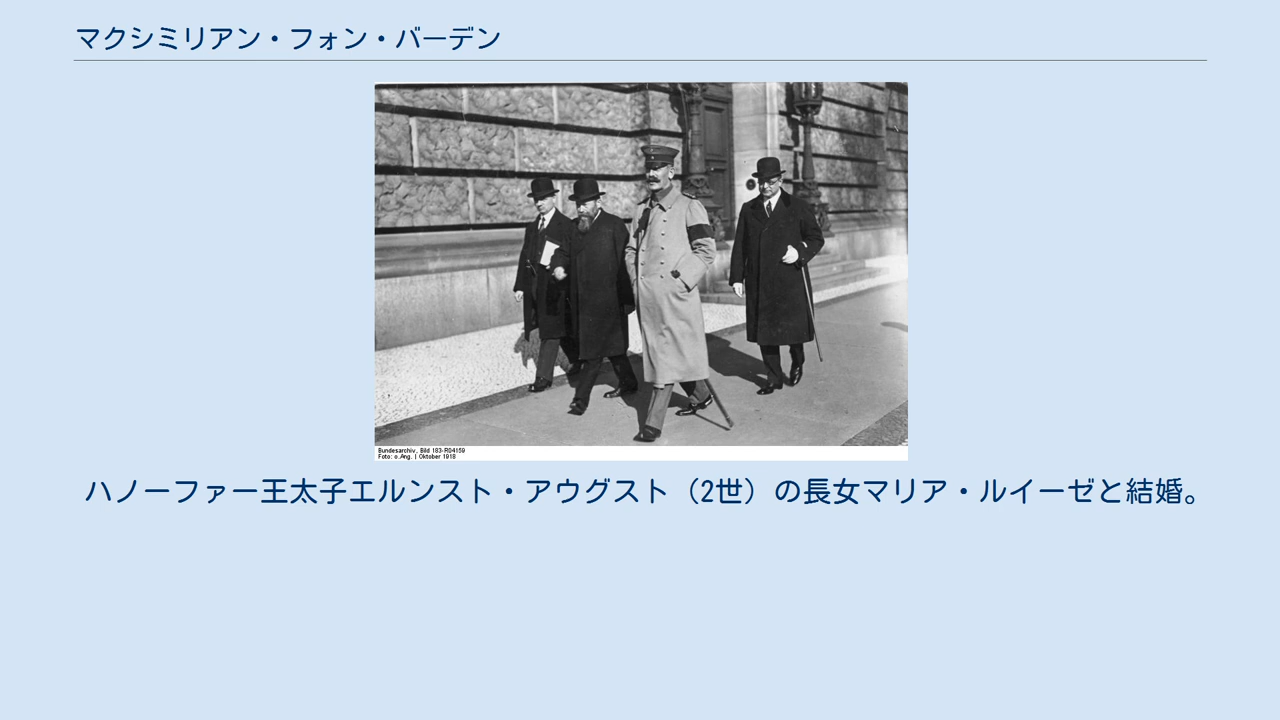 マクシミリアン・フォン・バーデン
Bundesarchiv, Bild 183-R04159
Foto: o.Ang. | Oktober 1918
ハノーファー王太子エルンスト・アウグスト（2世）の長女マリア・ルイーゼと結婚。